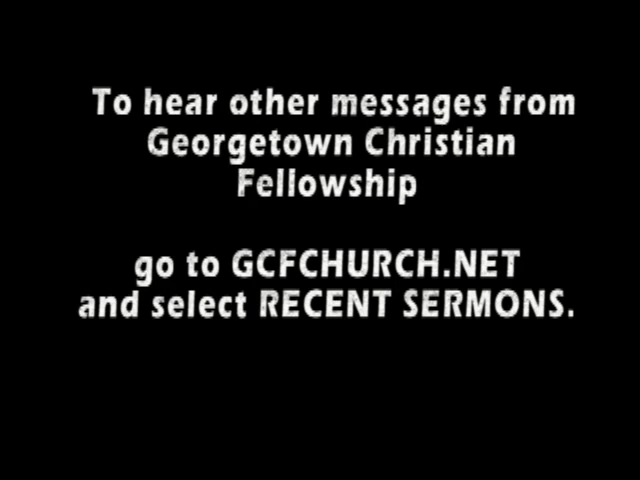 To hear other messages from
Georgetown Christian
Fellowship
go to GCFCHURCH.NET
and select RECENT SERMONS.